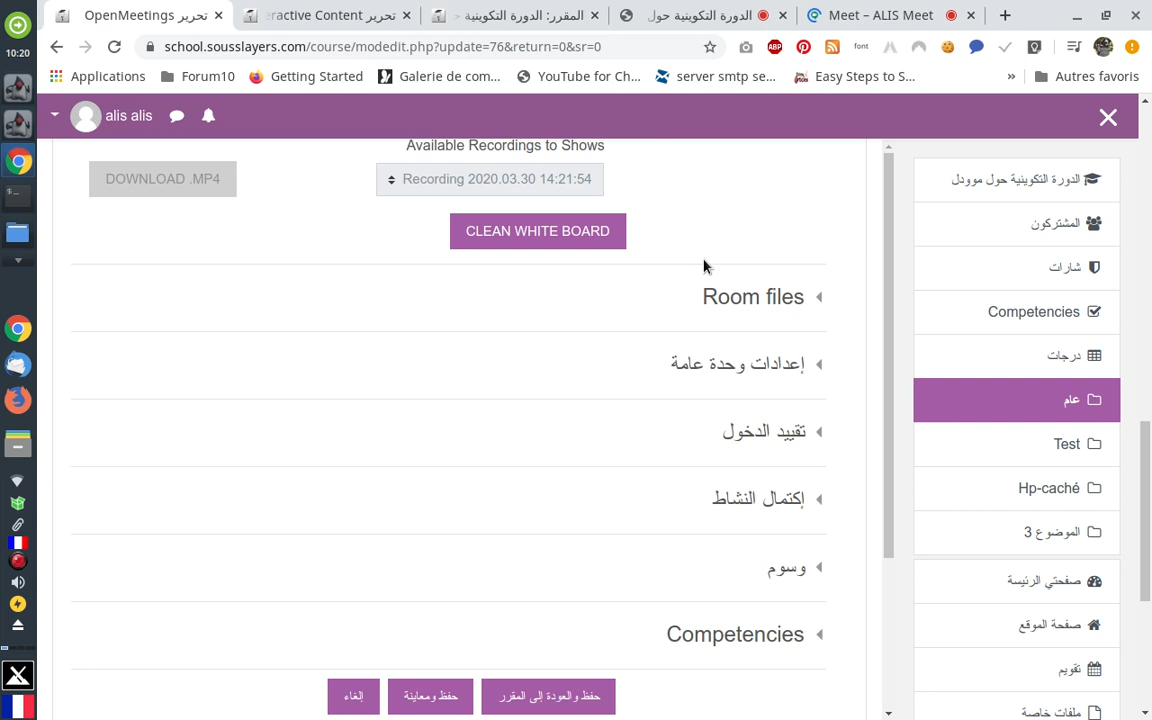 تحرير OpenMeetings
تحرير eractive Content
المقرر: الدورة التكوينية
الدورة التكوينية حول
Meet – ALIS Meet
10:20
school.sousslayers.com/course/modedit.php?update=76&return=0&sr=0
ABP
font
Applications
Forum10
Getting Started
Galerie de com...
YouTube for Ch...
server smtp se...
Easy Steps to S...
»
Autres favoris
alis alis
Available Recordings to Shows
DOWNLOAD .MP4
Recording 2020.03.30 14:21:54
CLEAN WHITE BOARD
Room files
إعدادات وحدة عامة
تقييد الدخول
إكتمال النشاط
وسوم
Competencies
حفظ والعودة إلى المقرر
حفظ ومعاينة
إلغاء
الدورة التكوينية حول موودل
المشتركون
شارات
Competencies
درجات
عام
Test
Hp-caché
الموضوع 3
صفحتي الرئيسة
صفحة الموقع
تقويم
ملفات خاصة